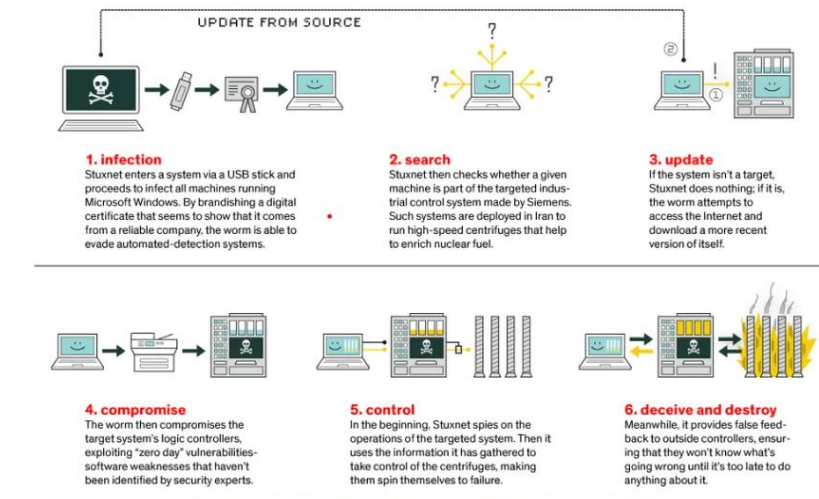 UPDATE FROM SOURCE
? ? ?
! ② ①
1. infection
Stuxnet enters a system via a USB stick and
proceeds to infect all machines running
Microsoft Windows. By brandishing a digital
certificate that seems to show that it comes
from a reliable company, the worm is able to
evade automated-detection systems.
2. search
Stuxnet then checks whether a given
machine is part of the targeted indus-
trial control system made by Siemens.
Such systems are deployed in Iran to
run high-speed centrifuges that help
to enrich nuclear fuel.
3. update
If the system isn't a target,
Stuxnet does nothing; if it is,
the worm attempts to
access the Internet and
download a more recent
version of itself.
4. compromise
The worm then compromises the
target system's logic controllers,
exploiting "zero day" vulnerabilities-
software weaknesses that haven't
been identified by security experts.
5. control
In the beginning, Stuxnet spies on the
operations of the targeted system. Then it
uses the information it has gathered to
take control of the centrifuges, making
them spin themselves to failure.
6. deceive and destroy
Meanwhile, it provides false feed-
back to outside controllers, ensur-
ing that they won't know what's
going wrong until it's too late to do
anything about it.